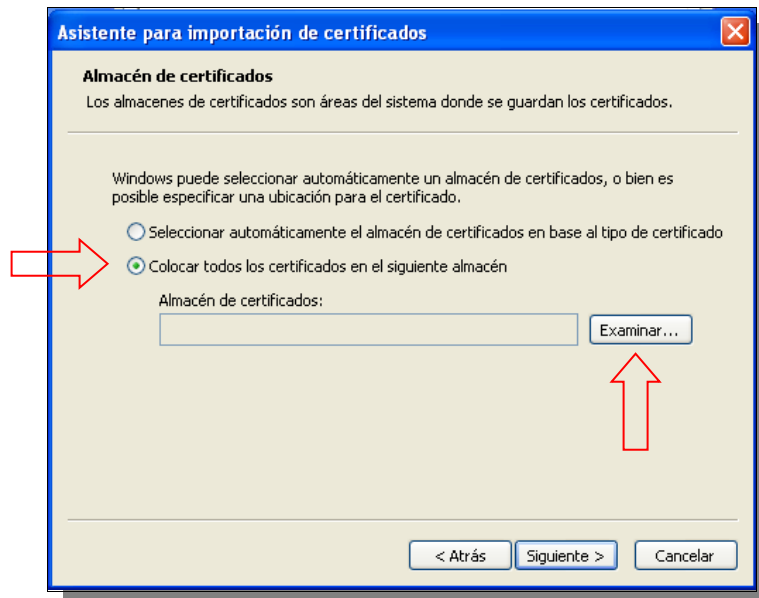 Asistente para importación de certificados
Almacén de certificados
Los almacenes de certificados son áreas del sistema donde se guardan los certificados.
Windows puede seleccionar automáticamente un almacén de certificados, o bien es
posible especificar una ubicación para el certificado.
Seleccionar automáticamente el almacén de certificados en base al tipo de certificado
Colocar todos los certificados en el siguiente almacén
Almacén de certificados:
Examinar...
< Atrás
Siguiente >
Cancelar